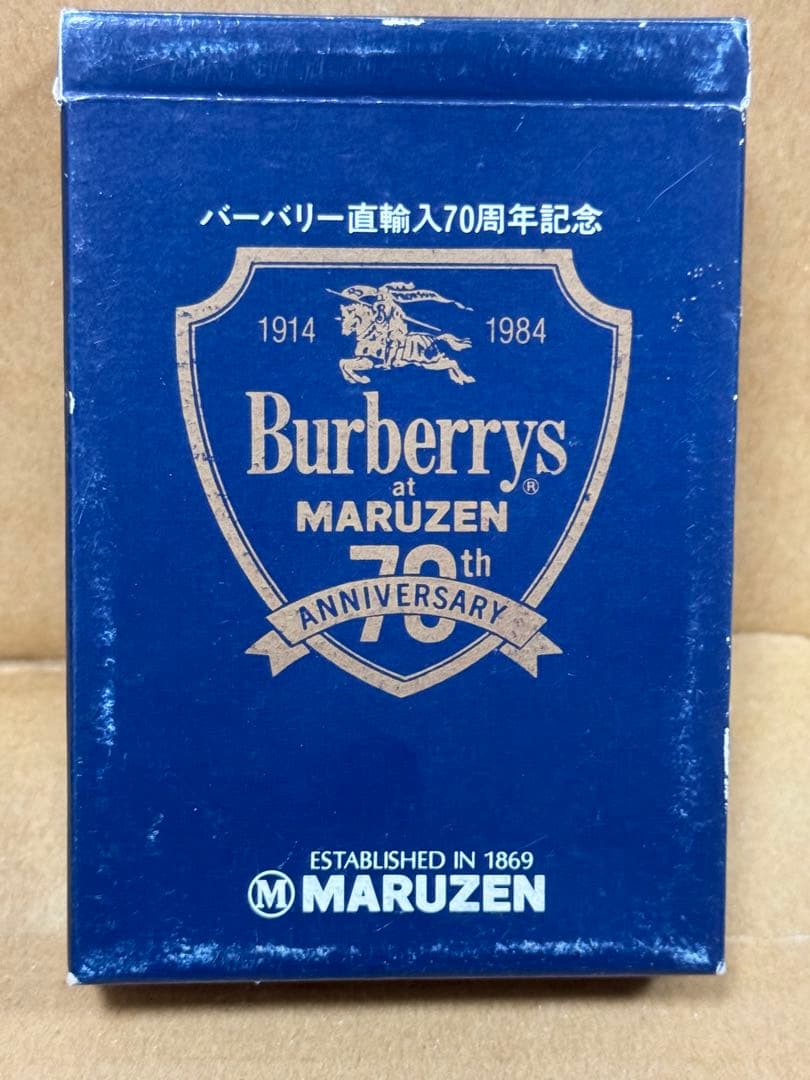 バーバリー直輸入70周年記念
1914 1984
Burberrys®
at
MARUZEN
70th
ANNIVERSARY
ESTABLISHED IN 1869
M MARUZEN